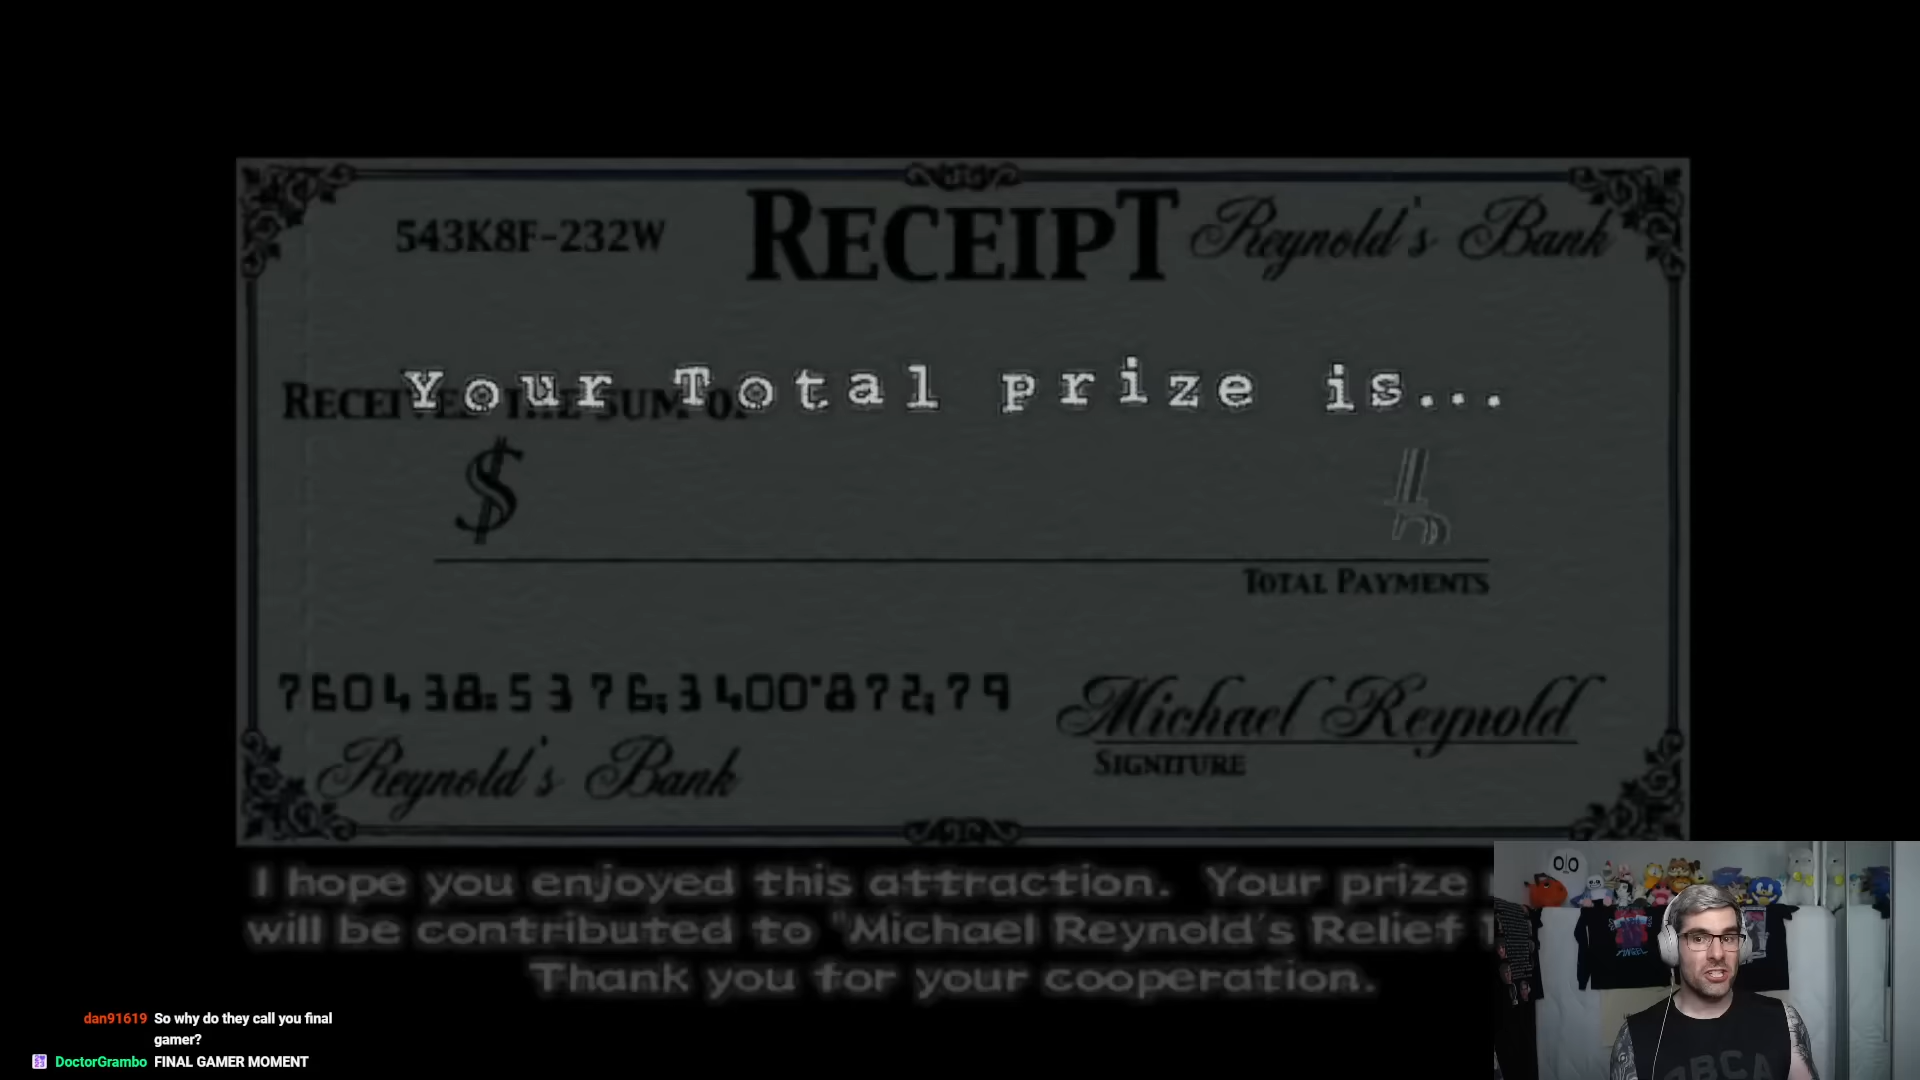 543K8F-232W RECEIPT Reynold's Bank
Your Total prize is...
$
TOTAL PAYMENTS
Michael Reynold
SIGNITURE
Reynold's Bank
I hope you enjoyed this attraction. Your prize
will be contributed to "Michael Reynold's Relief
Thank you for your cooperation.
dan91619 So why do they call you final
gamer?
DoctorGrambo FINAL GAMER MOMENT